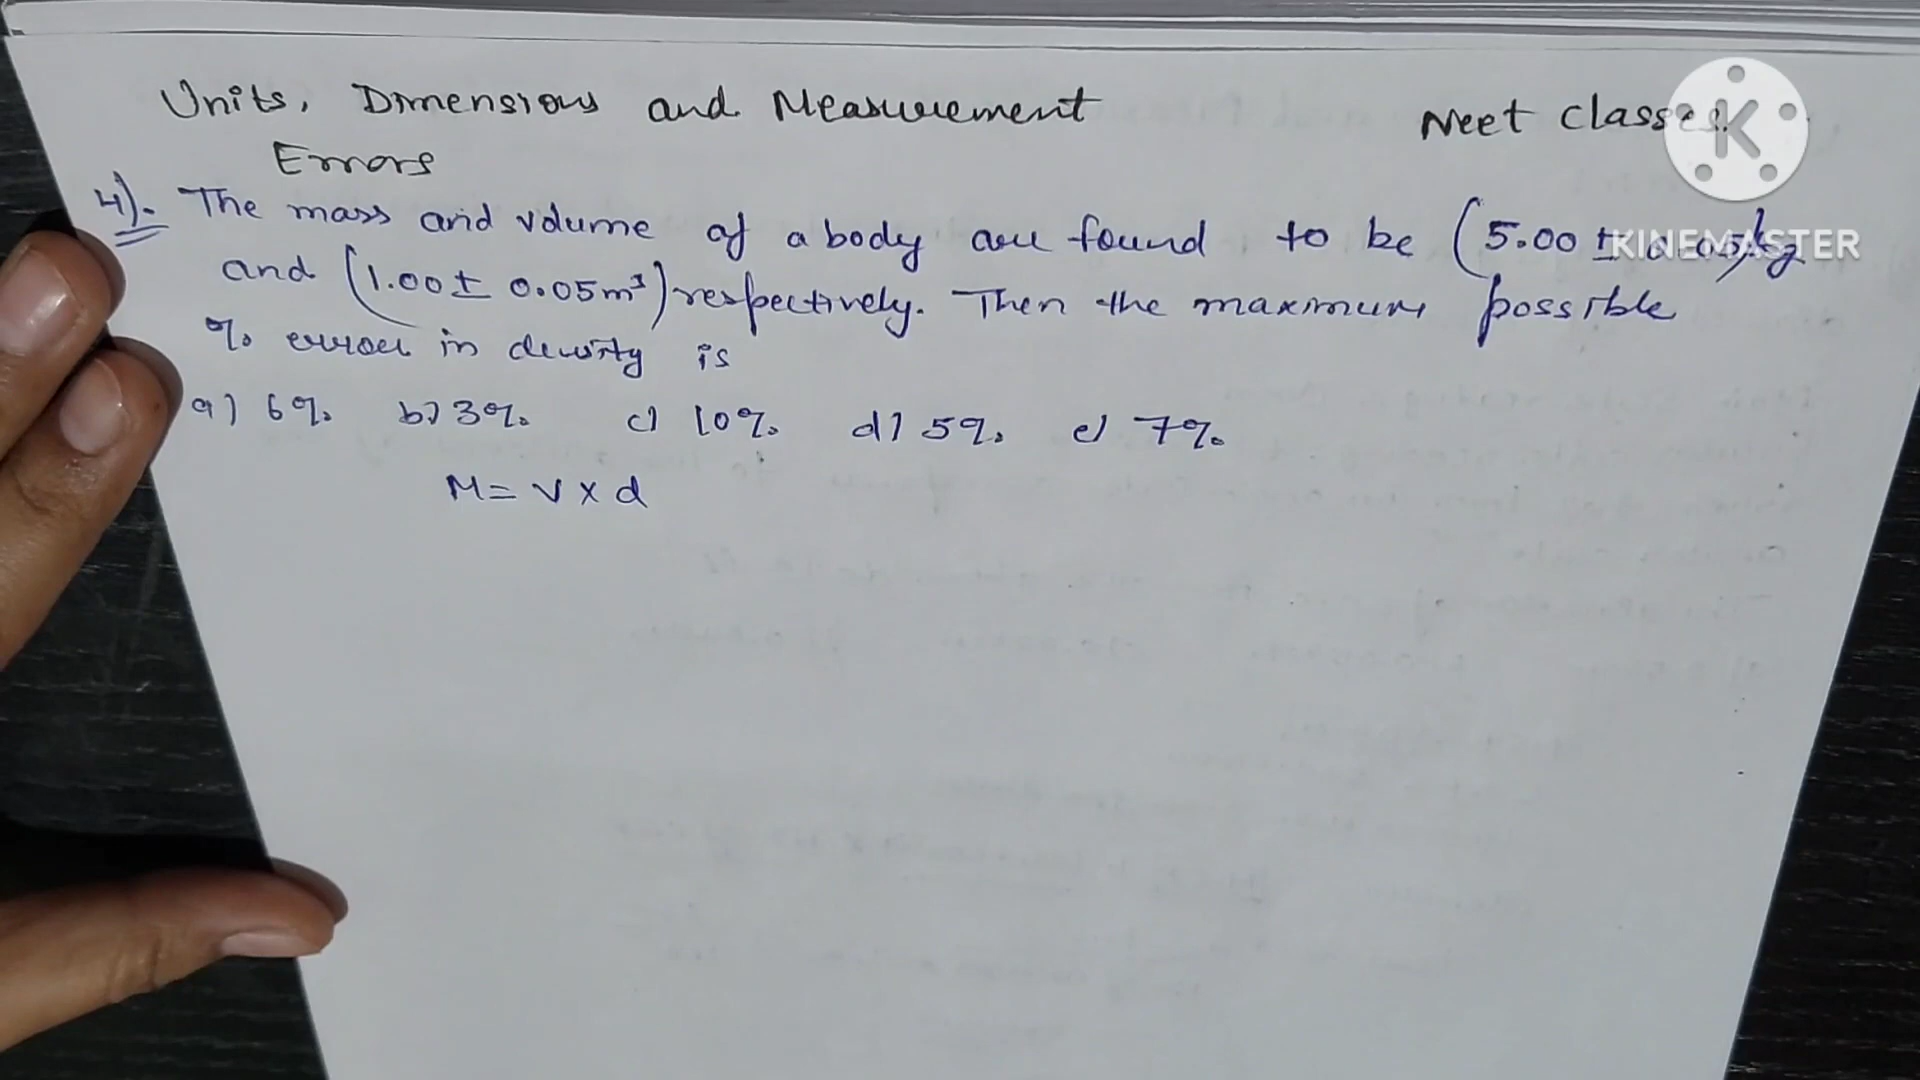 Units, Dimensions and Measurement Neet Classes
Errors
4). The mass and volume of a body are found to be (5.00 ± kg
KINEMASTER
and (1.00 ± 0.05m³) respectively. Then the maximum possible
% error in density is
a) 6% b) 3% c) 10% d) 5% e) 7%
M = V x d